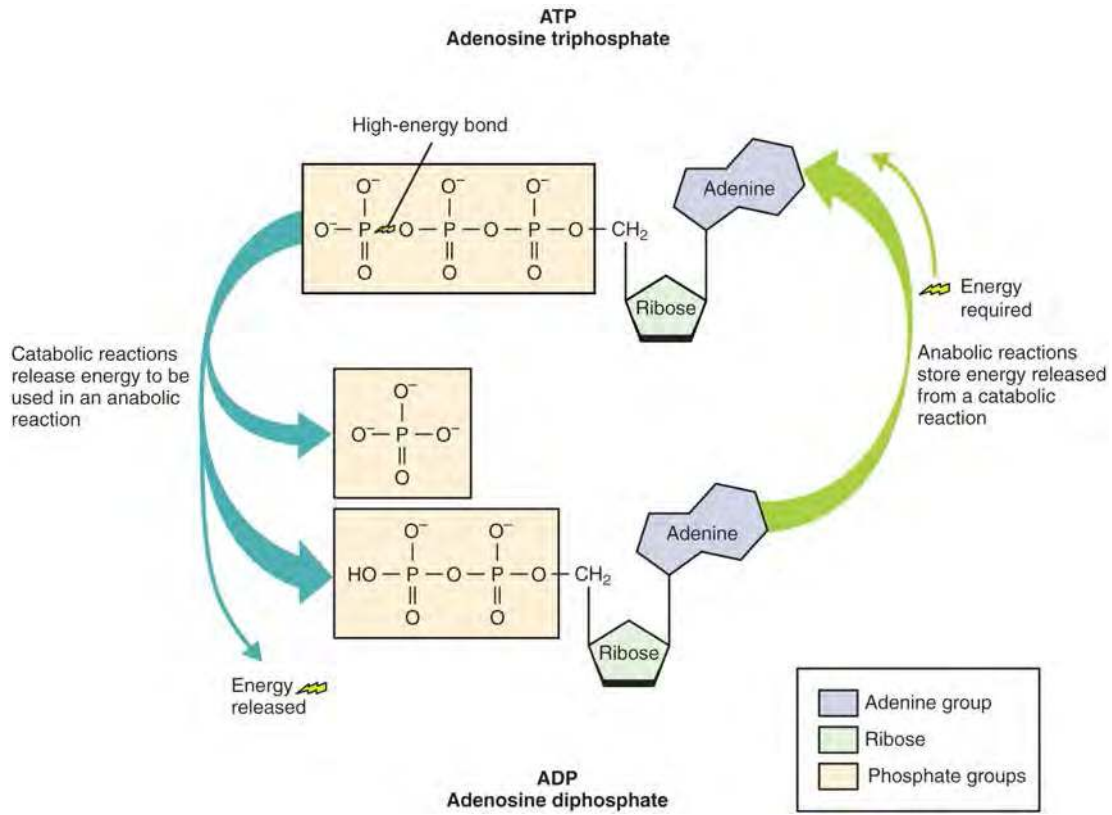 ATP
Adenosine triphosphate
High-energy bond
O⁻ O⁻ O⁻
O⁻ — P O — P — O — P — O — CH₂
O O O
Adenine
Ribose
Energy
required
Catabolic reactions
release energy to be
used in an anabolic
reaction
Anabolic reactions
store energy released
from a catabolic
reaction
O⁻
O⁻ — P — O⁻
O
O⁻ O⁻
HO — P — O — P — O — CH₂
O O
Adenine
Ribose
Energy
released
Adenine group
Ribose
Phosphate groups
ADP
Adenosine diphosphate